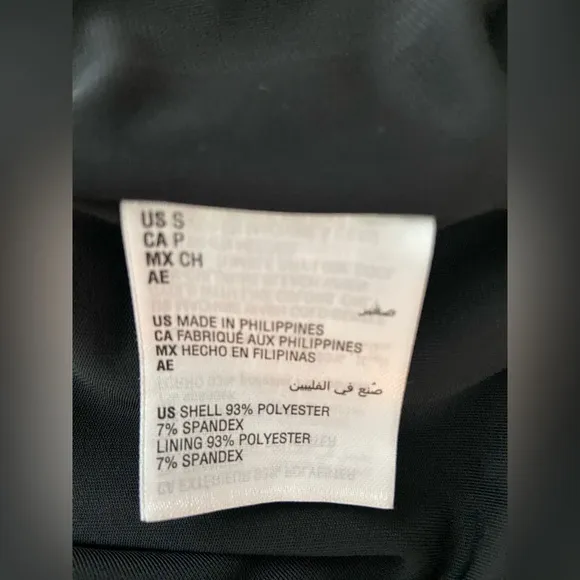 US S
CA P
MX CH
AE
صغير
US MADE IN PHILIPPINES
CA FABRIQUÉ AUX PHILIPPINES
MX HECHO EN FILIPINAS
AE
صُنع في الفلبين
US SHELL 93% POLYESTER
7% SPANDEX
LINING 93% POLYESTER
7% SPANDEX